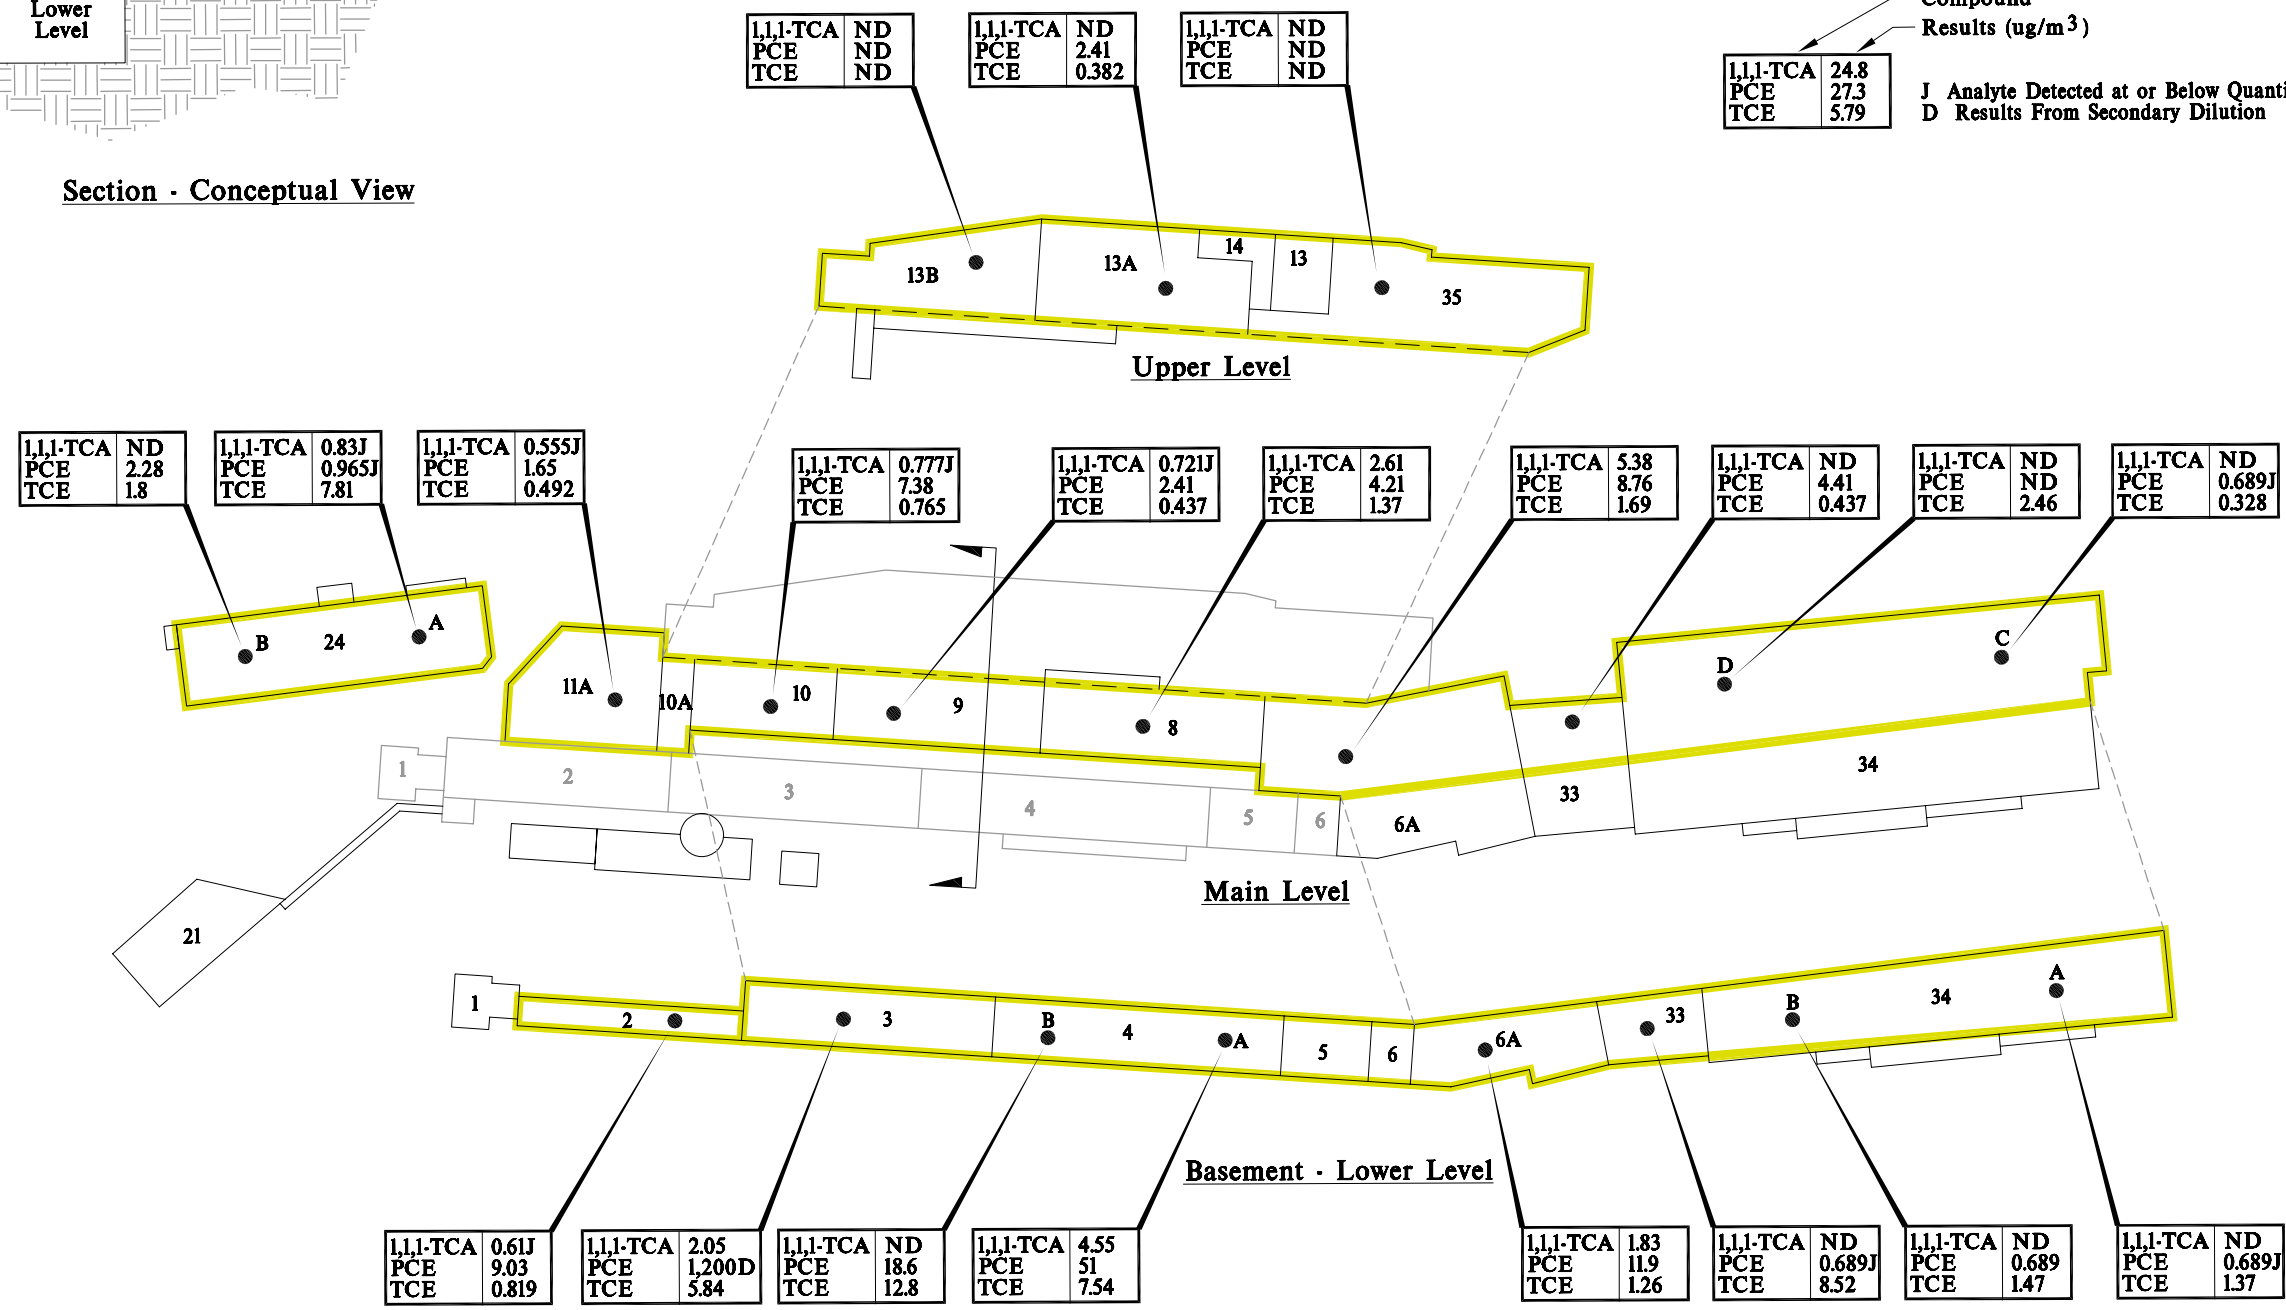 Lower
Level
Section - Conceptual View
Compound
Results (ug/m3)
1,1,1-TCA 24.8
PCE 27.3
TCE 5.79
J Analyte Detected at or Below Quanti
D Results From Secondary Dilution
1,1,1-TCA ND
PCE ND
TCE ND
1,1,1-TCA ND
PCE 2.41
TCE 0.382
1,1,1-TCA ND
PCE ND
TCE ND
13B
13A
14
13
35
Upper Level
1,1,1-TCA ND
PCE 2.28
TCE 1.8
1,1,1-TCA 0.83J
PCE 0.965J
TCE 7.81
1,1,1-TCA 0.555J
PCE 1.65
TCE 0.492
1,1,1-TCA 0.777J
PCE 7.38
TCE 0.765
1,1,1-TCA 0.721J
PCE 2.41
TCE 0.437
1,1,1-TCA 2.61
PCE 4.21
TCE 1.37
1,1,1-TCA 5.38
PCE 8.76
TCE 1.69
1,1,1-TCA ND
PCE 4.41
TCE 0.437
1,1,1-TCA ND
PCE ND
TCE 2.46
1,1,1-TCA ND
PCE 0.689J
TCE 0.328
B
24
A
11A
10A
10
9
8
D
C
1
2
3
4
5
6
6A
33
34
Main Level
21
1
2
3
B
4
A
5
6
6A
33
B
34
A
Basement - Lower Level
1,1,1-TCA 0.61J
PCE 9.03
TCE 0.819
1,1,1-TCA 2.05
PCE 1,200D
TCE 5.84
1,1,1-TCA ND
PCE 18.6
TCE 12.8
1,1,1-TCA 4.55
PCE 51
TCE 7.54
1,1,1-TCA 1.83
PCE 11.9
TCE 1.26
1,1,1-TCA ND
PCE 0.689J
TCE 8.52
1,1,1-TCA ND
PCE 0.689
TCE 1.47
1,1,1-TCA ND
PCE 0.689J
TCE 1.37